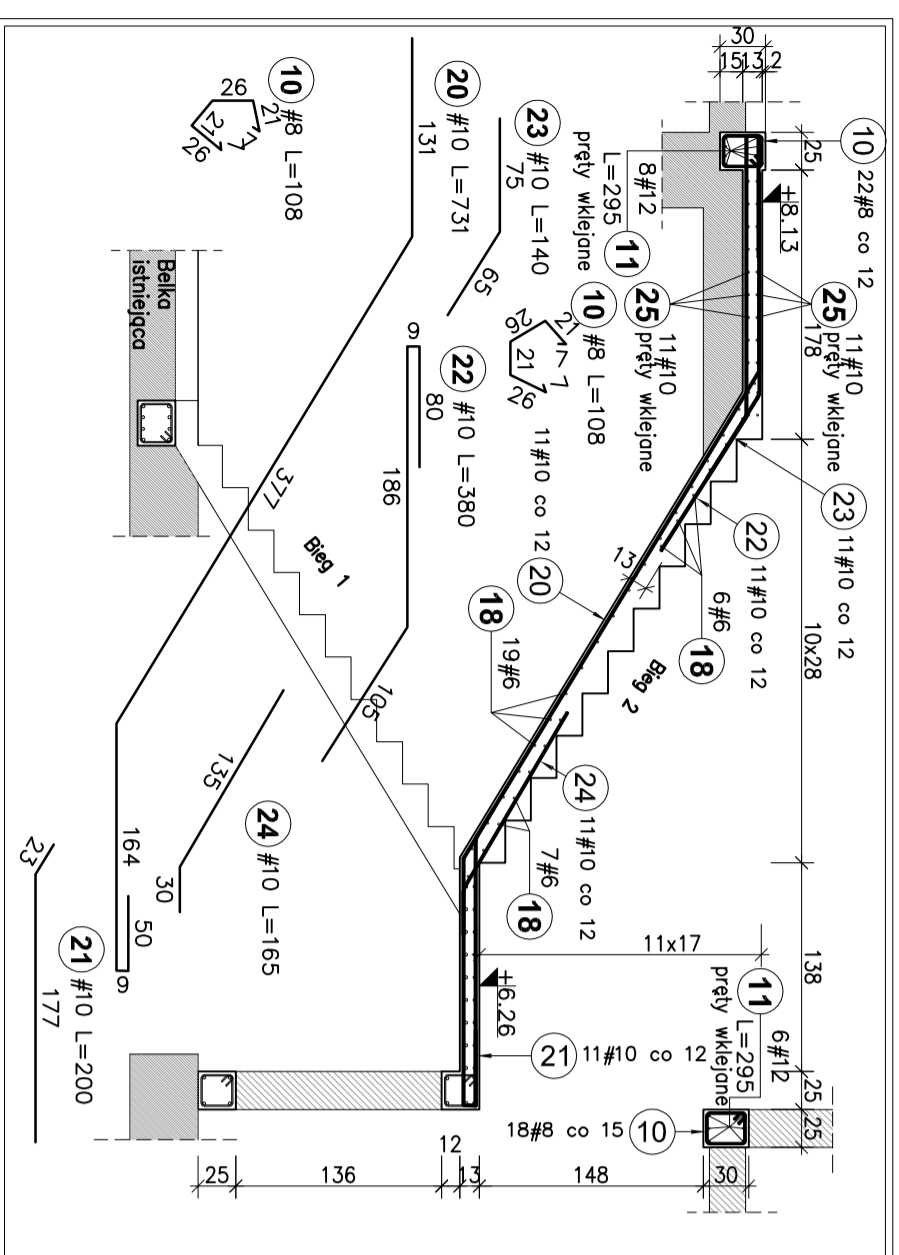 30
15
13
2
25
10 22#8 co 12
+8.13
8#12
11
L=295
pręty wklejane
25 11#10
pręty wklejane
178
25 11#10
pręty wklejane
23 11#10 co 12
22 11#10 co 12
6#6
18
10x28
13
11#10 co 12
20
Bieg 2
19#6
18
24 11#10 co 12
7#6
18
138
11x17
+6.26
21 11#10 co 12
6#12
11 L=295
pręty wklejane
25
25
18#8 co 15 10
25
136
12
13
148
30
10 #8 L=108
26
21
21
26
7
7
20 #10 L=731
131
377
164
50
9
23 #10 L=140
75
65
10 #8 L=108
26
21
21
26
7
7
22 #10 L=380
9
80
186
105
24 #10 L=165
135
30
21 #10 L=200
23
177
Belka
istniejąca
Bieg 1